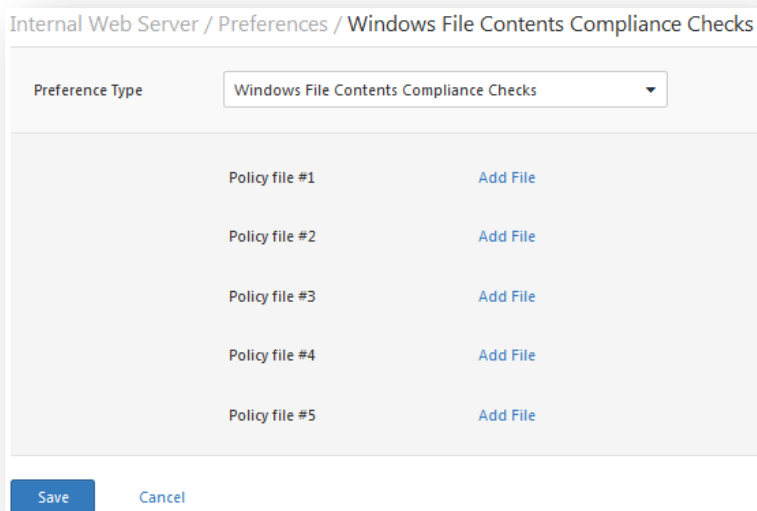 Internal Web Server / Preferences / Windows File Contents Compliance Checks
Preference Type Windows File Contents Compliance Checks
Policy file #1 Add File
Policy file #2 Add File
Policy file #3 Add File
Policy file #4 Add File
Policy file #5 Add File
Save Cancel